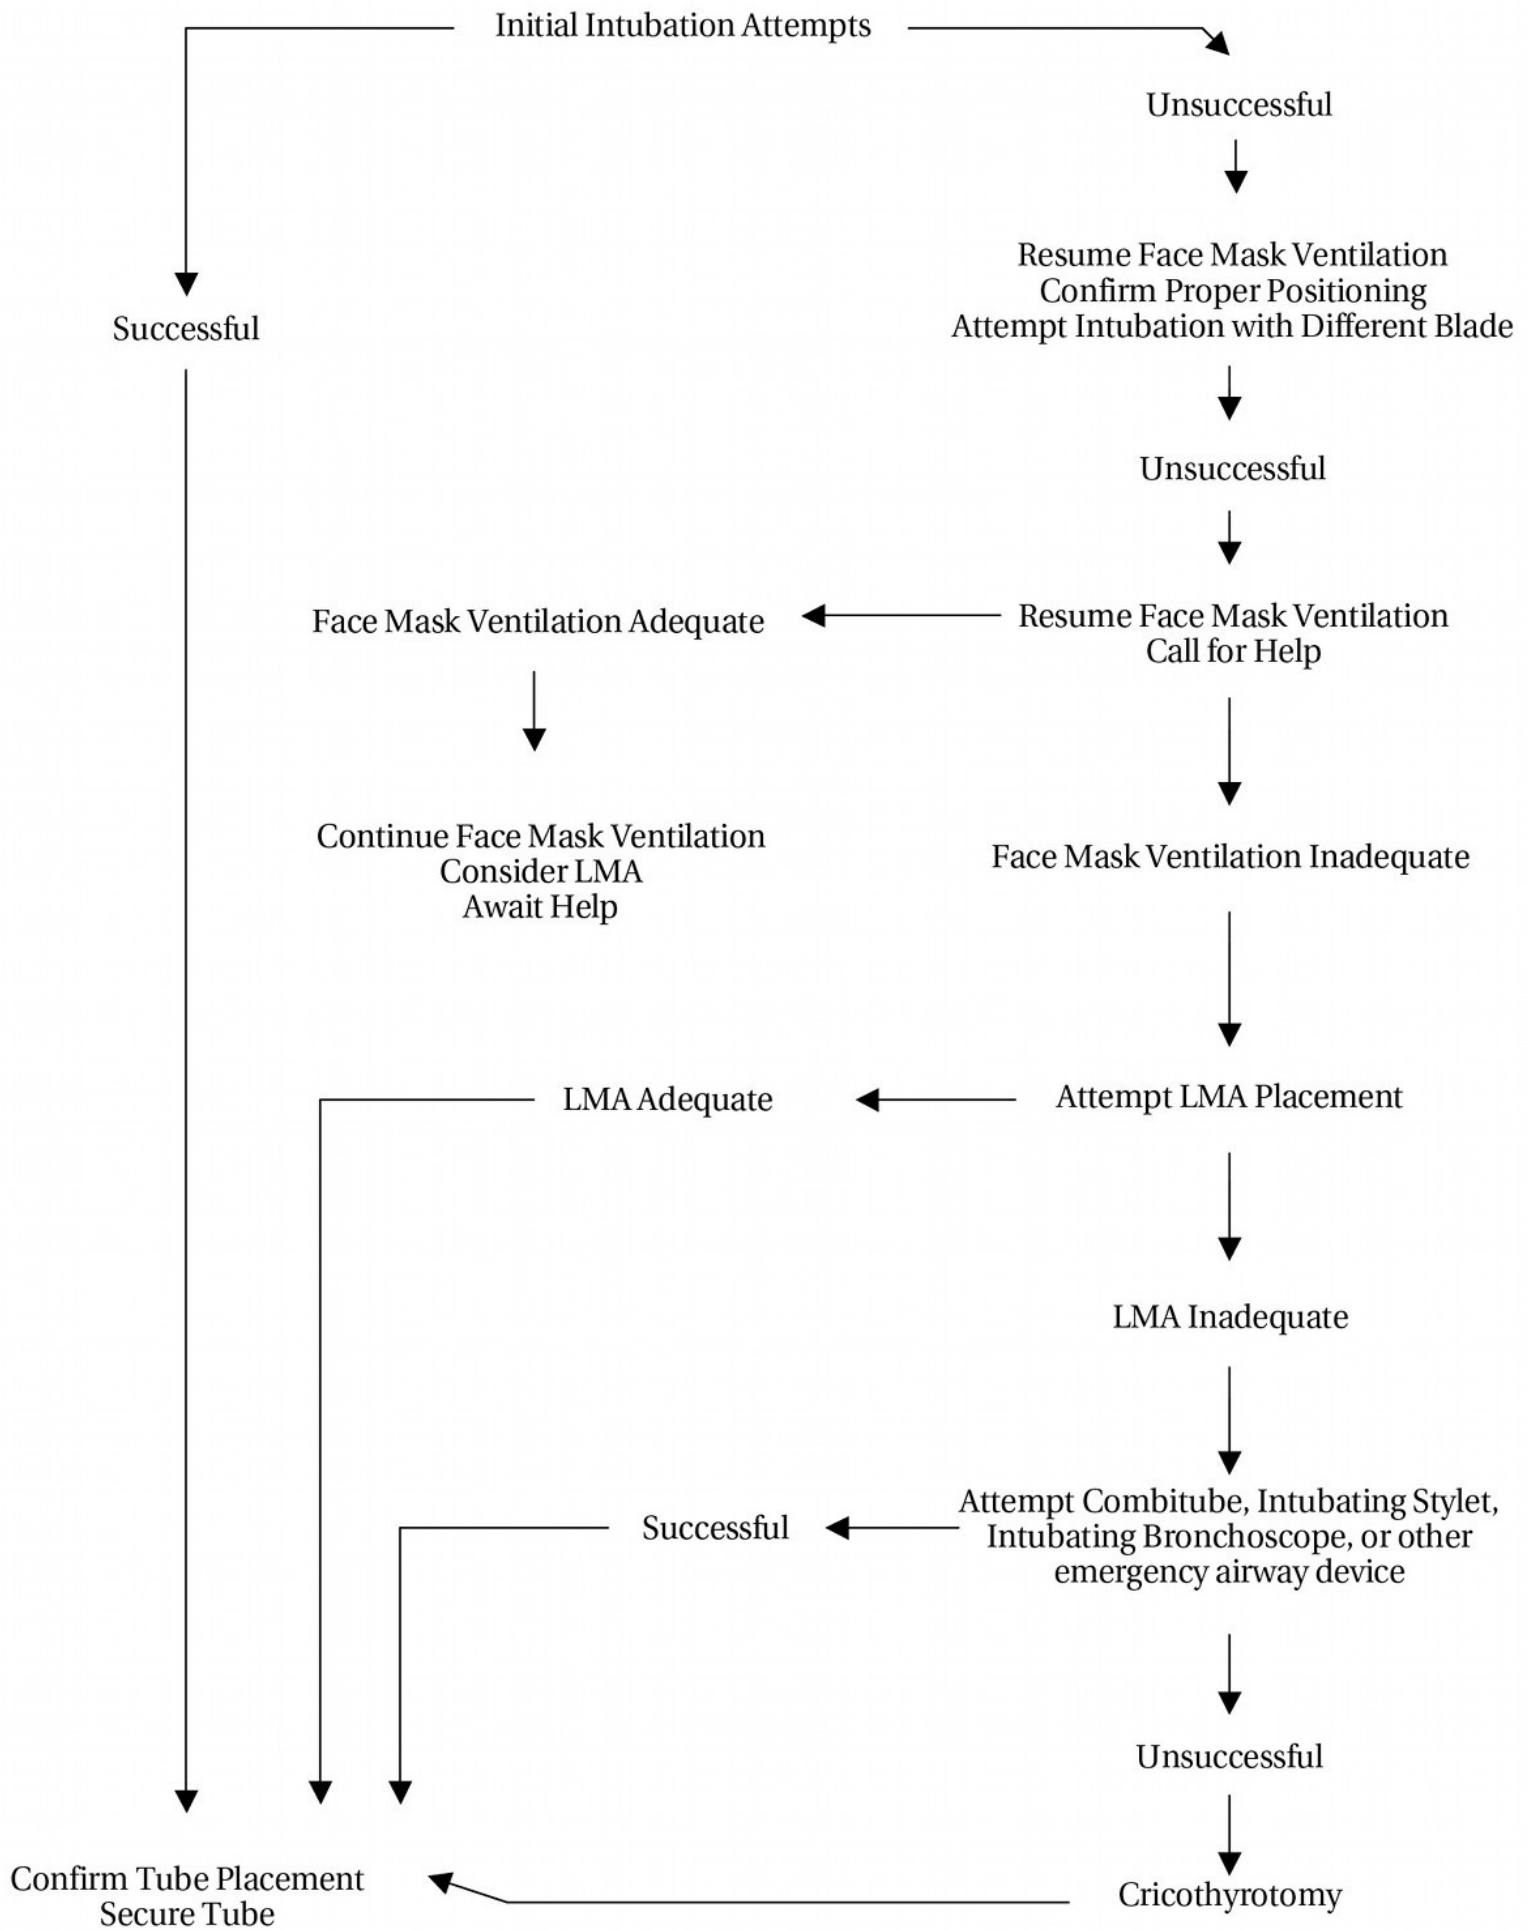 Initial Intubation Attempts
Unsuccessful
Resume Face Mask Ventilation
Confirm Proper Positioning
Attempt Intubation with Different Blade
Successful
Unsuccessful
Face Mask Ventilation Adequate
Resume Face Mask Ventilation
Call for Help
Continue Face Mask Ventilation
Consider LMA
Await Help
Face Mask Ventilation Inadequate
LMA Adequate
Attempt LMA Placement
LMA Inadequate
Successful
Attempt Combitube, Intubating Stylet,
Intubating Bronchoscope, or other
emergency airway device
Unsuccessful
Confirm Tube Placement
Secure Tube
Cricothyrotomy